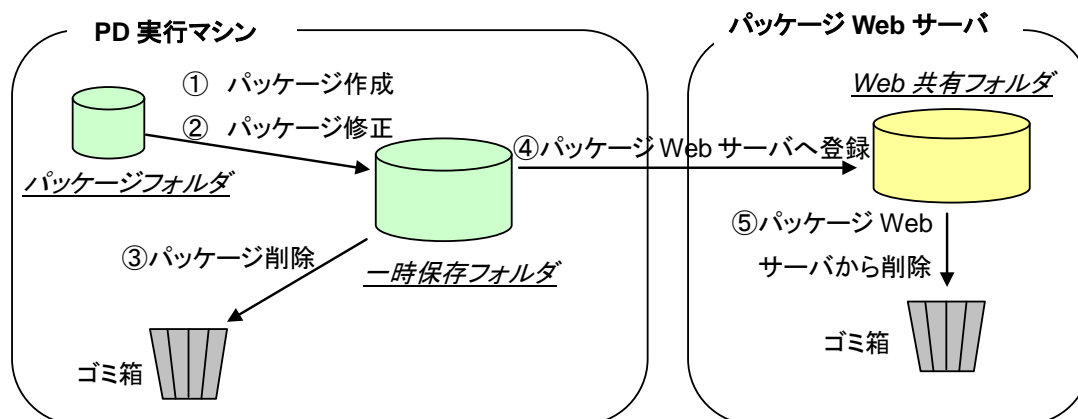 PD 実行マシン
① パッケージ作成
② パッケージ修正
パッケージフォルダ
③パッケージ削除
一時保存フォルダ
ゴミ箱
④パッケージ Web サーバへ登録
パッケージ Web サーバ
Web 共有フォルダ
⑤パッケージ Web
サーバから削除
ゴミ箱